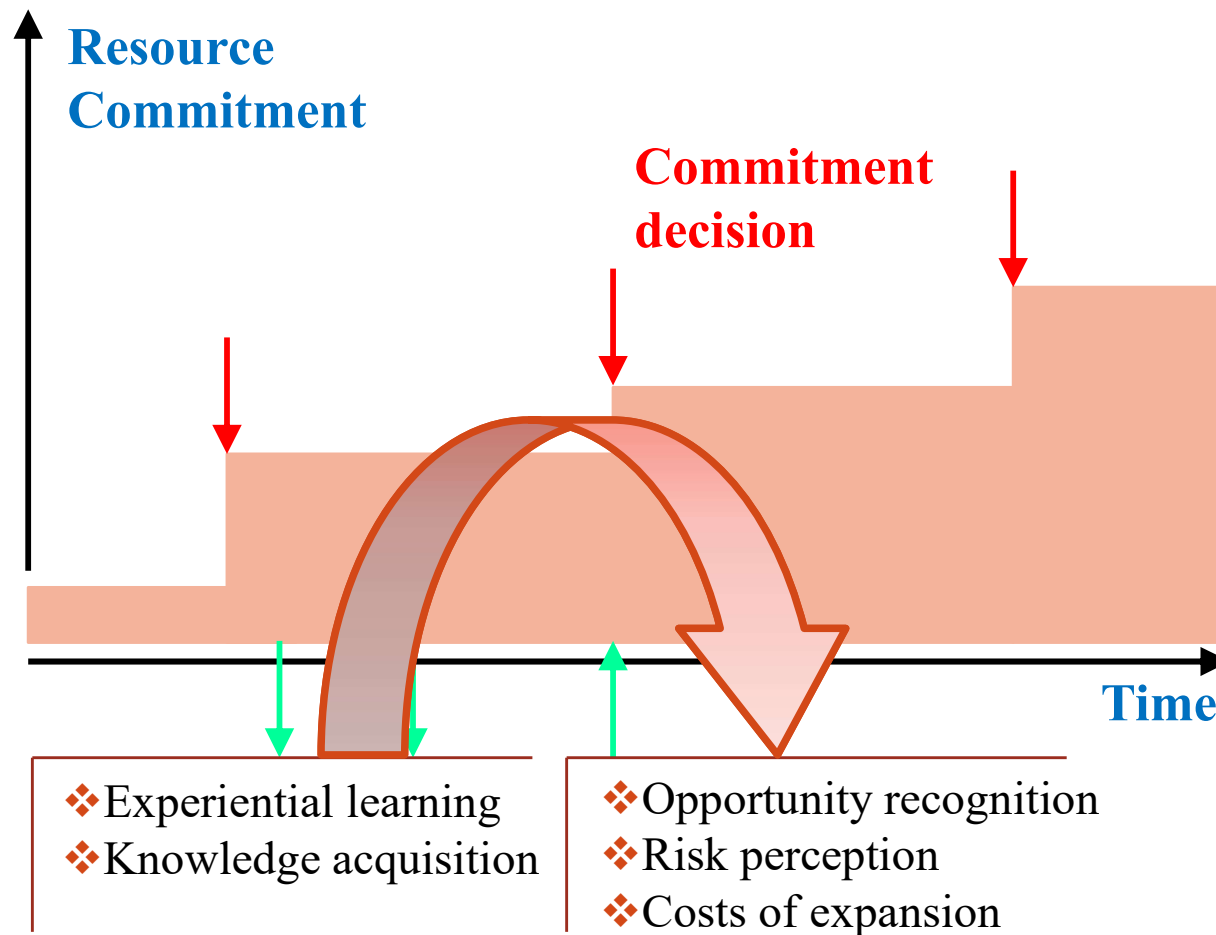 Resource
Commitment
Commitment
decision
Time
❖Experiential learning
❖Knowledge acquisition
❖Opportunity recognition
❖Risk perception
❖Costs of expansion